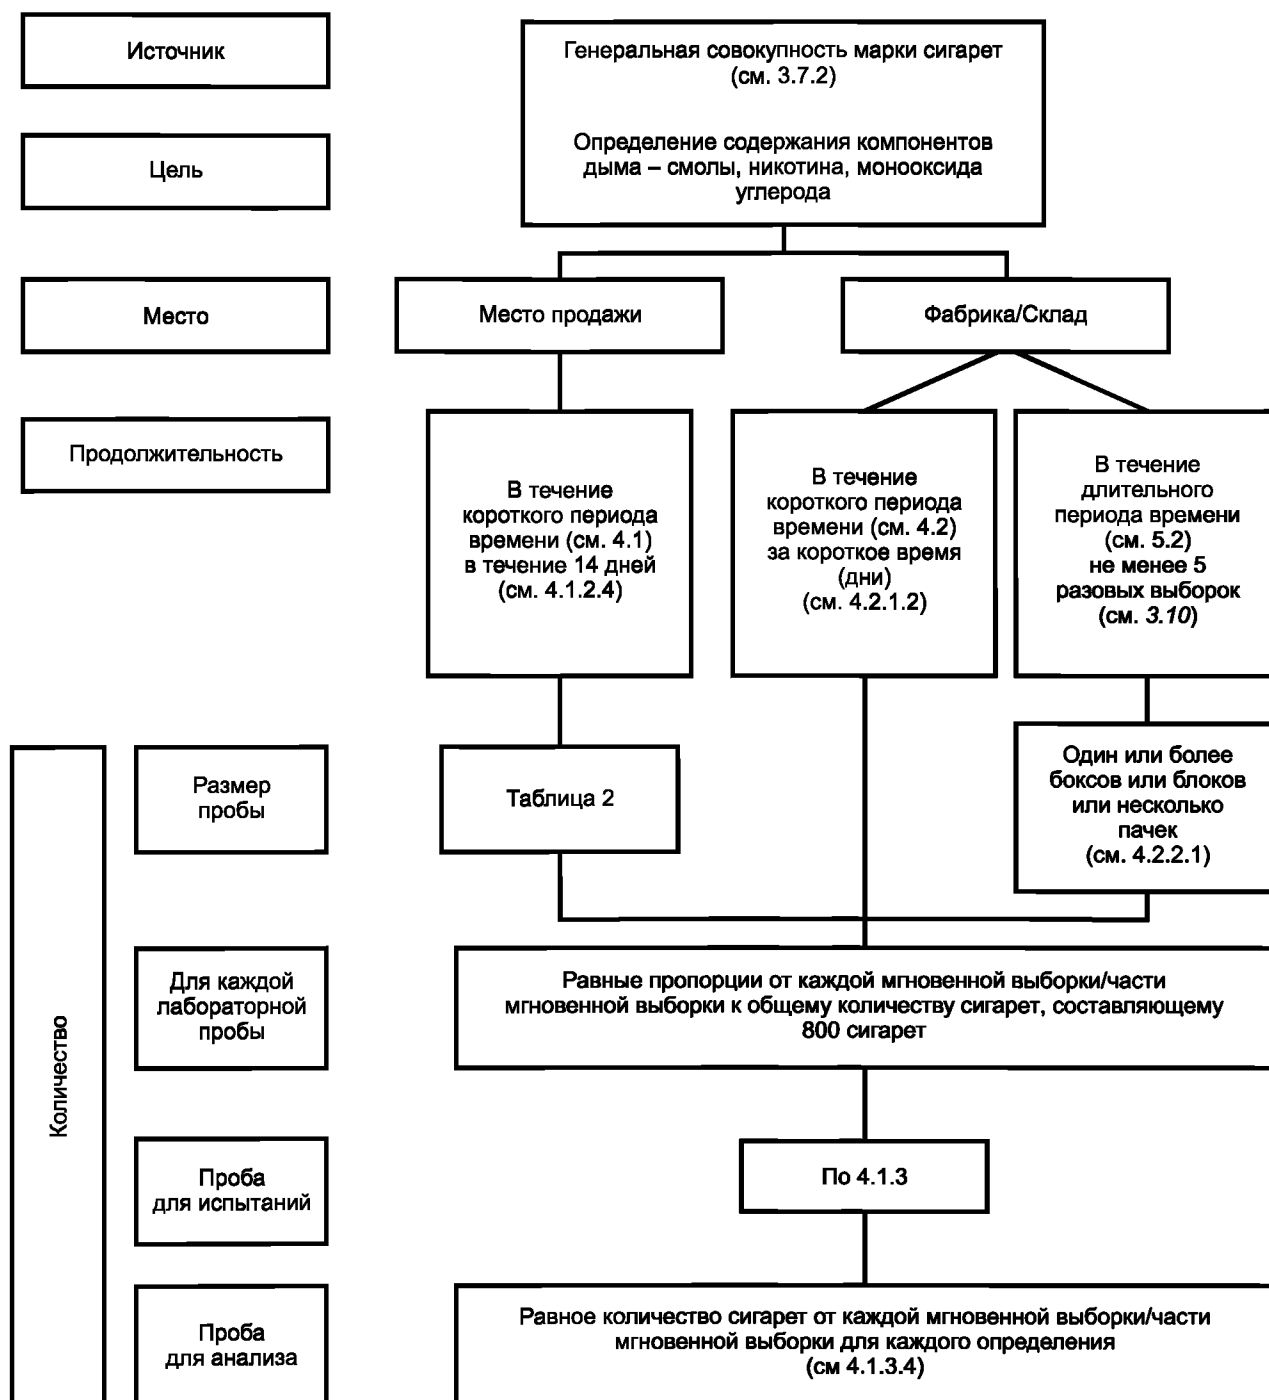 Источник
Генеральная совокупность марки сигарет
(см. 3.7.2)
Цель
Определение содержания компонентов
дыма – смолы, никотина, монооксида
углерода
Место
Место продажи
Фабрика/Склад
Продолжительность
В течение
короткого периода
времени (см. 4.1)
в течение 14 дней
(см. 4.1.2.4)
В течение
короткого периода
времени (см. 4.2)
за короткое время
(дни)
(см. 4.2.1.2)
В течение
длительного
периода времени
(см. 5.2)
не менее 5
разовых выборок
(см. 3.10)
Количество
Размер
пробы
Таблица 2
Один или более
боксов или блоков
или несколько
пачек
(см. 4.2.2.1)
Для каждой
лабораторной
пробы
Равные пропорции от каждой мгновенной выборки/части
мгновенной выборки к общему количеству сигарет, составляющему
800 сигарет
Проба
для испытаний
По 4.1.3
Проба
для анализа
Равное количество сигарет от каждой мгновенной выборки/части
мгновенной выборки для каждого определения
(см 4.1.3.4)